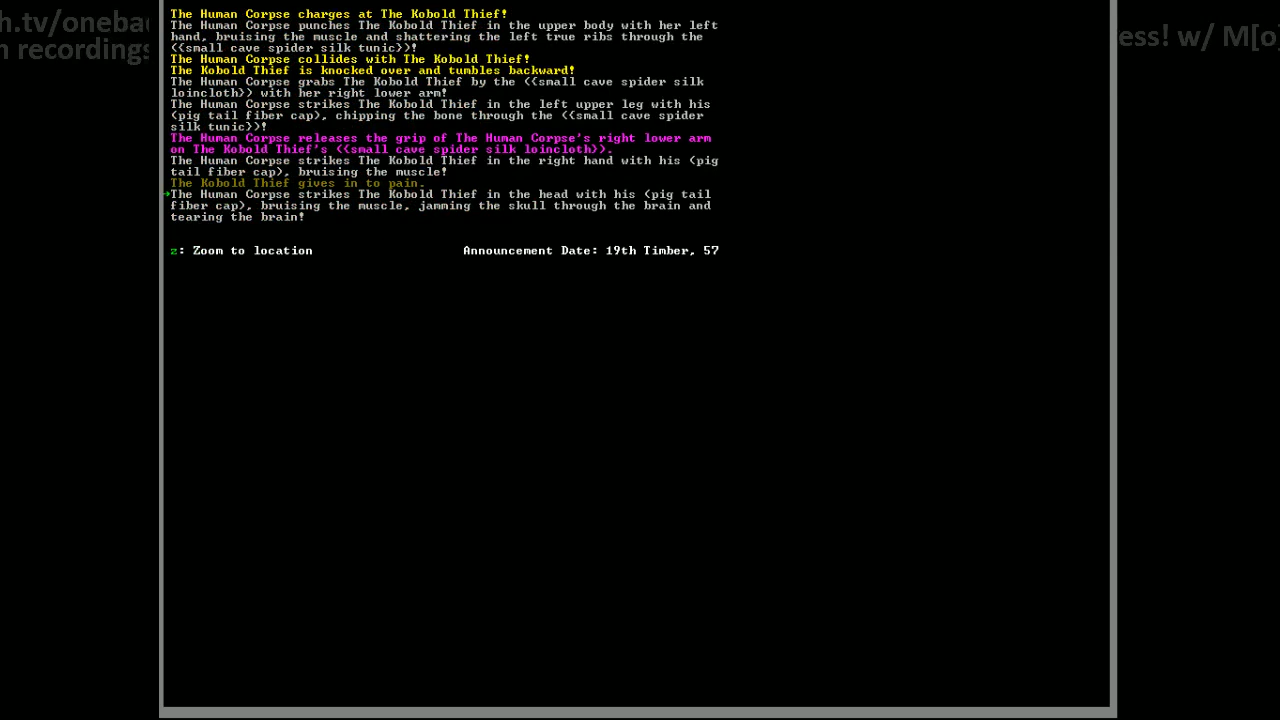 The Human Corpse charges at The Kobold Thief!
The Human Corpse punches The Kobold Thief in the upper body with her left
hand, bruising the muscle and shattering the left true ribs through the
<<small cave spider silk tunic>>!
The Human Corpse collides with The Kobold Thief!
The Kobold Thief is knocked over and tumbles backward!
The Human Corpse grabs The Kobold Thief by the <<small cave spider silk
loincloth>> with her right lower arm!
The Human Corpse strikes The Kobold Thief in the left upper leg with his
(pig tail fiber cap), chipping the bone through the <<small cave spider
silk tunic>>!
The Human Corpse releases the grip of The Human Corpse's right lower arm
on The Kobold Thief's <<small cave spider silk loincloth>>.
The Human Corpse strikes The Kobold Thief in the right hand with his (pig
tail fiber cap), bruising the muscle!
The Kobold Thief gives in to pain.
→The Human Corpse strikes The Kobold Thief in the head with his (pig tail
fiber cap), bruising the muscle, jamming the skull through the brain and
tearing the brain!
z: Zoom to location Announcement Date: 19th Timber, 57
h.tv/onebac
recordings
ess! w/ M[o